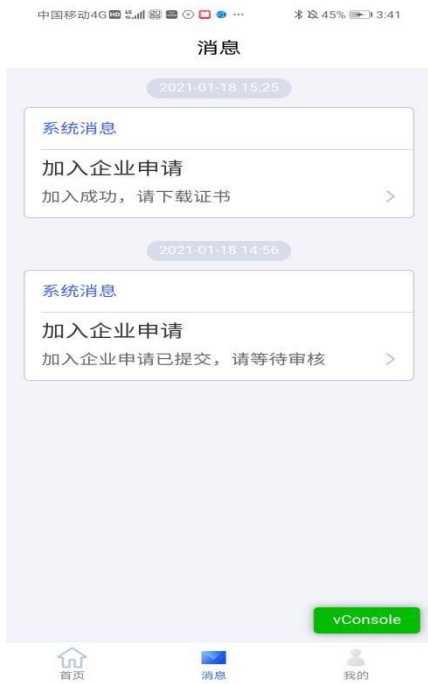 中国移动4G HD 45% 3:41
消息
2021-01-18 15:25
系统消息
加入企业申请
加入成功，请下载证书
2021-01-18 14:56
系统消息
加入企业申请
加入企业申请已提交，请等待审核
vConsole
首页 消息 我的